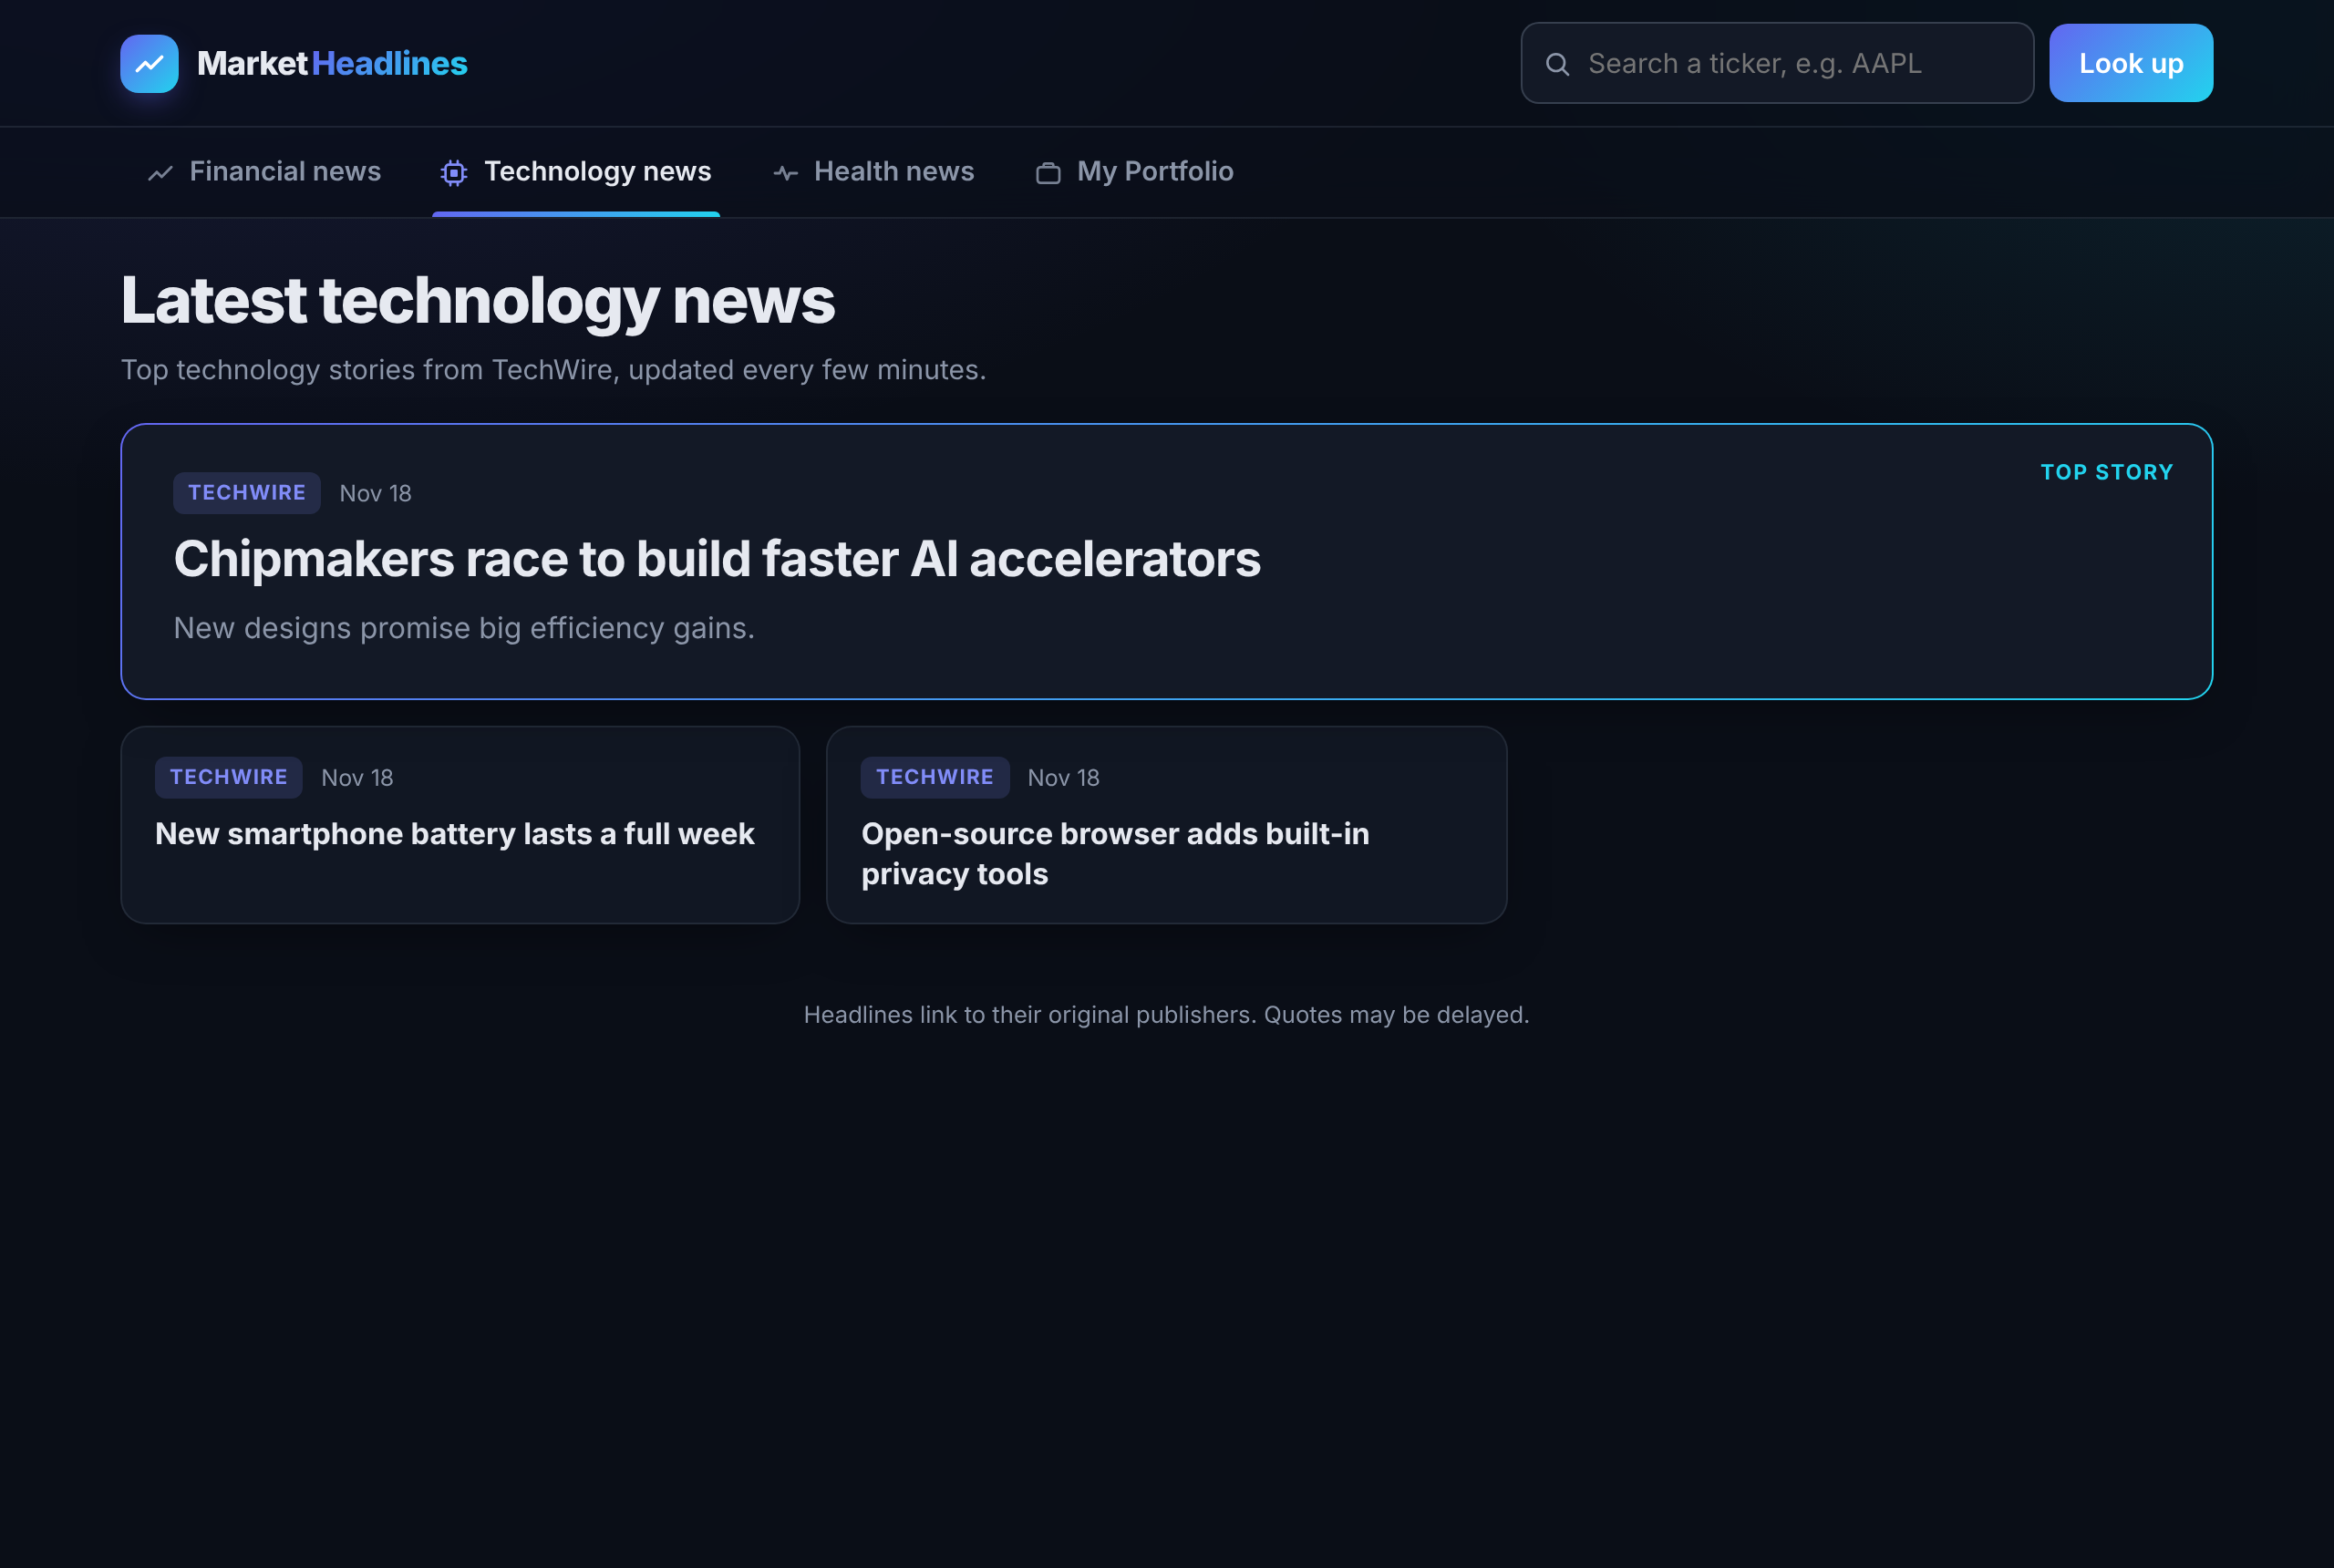 MarketHeadlines
Search a ticker, e.g. AAPL
Look up
Financial news
Technology news
Health news
My Portfolio
Latest technology news
Top technology stories from TechWire, updated every few minutes.
TECHWIRE Nov 18
TOP STORY
Chipmakers race to build faster AI accelerators
New designs promise big efficiency gains.
TECHWIRE Nov 18
New smartphone battery lasts a full week
TECHWIRE Nov 18
Open-source browser adds built-in
privacy tools
Headlines link to their original publishers. Quotes may be delayed.